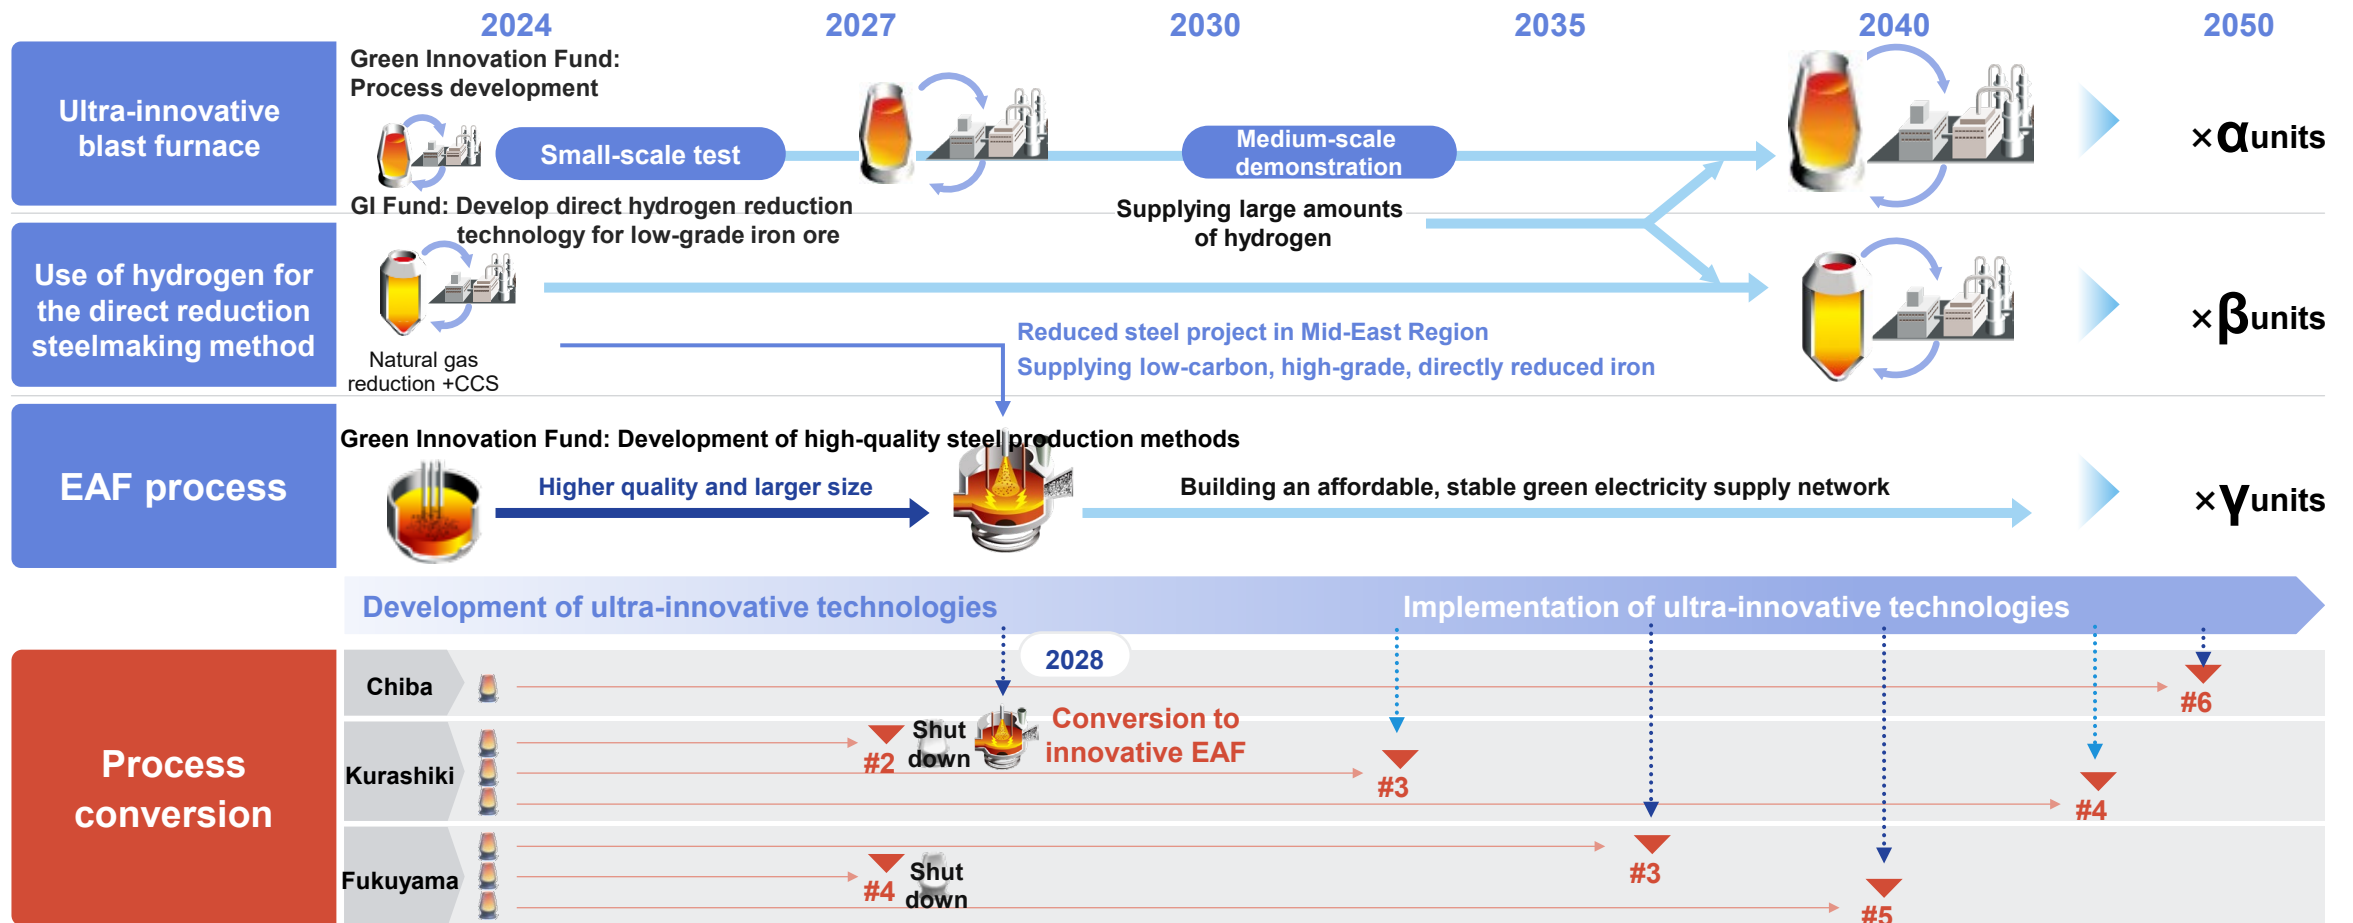 2024 2027 2030 2035 2040 2050
Ultra-innovative
blast furnace
Green Innovation Fund:
Process development
Small-scale test
Medium-scale
demonstration
×αunits
GI Fund: Develop direct hydrogen reduction
technology for low-grade iron ore
Supplying large amounts
of hydrogen
Use of hydrogen for
the direct reduction
steelmaking method
Natural gas
reduction +CCS
Reduced steel project in Mid-East Region
Supplying low-carbon, high-grade, directly reduced iron
×βunits
EAF process
Green Innovation Fund: Development of high-quality steel production methods
Higher quality and larger size
Building an affordable, stable green electricity supply network
×γunits
Development of ultra-innovative technologies
Implementation of ultra-innovative technologies
Process
conversion
2028
Chiba
#6
Kurashiki
#2
Shut
down
Conversion to
innovative EAF
#3
#4
Fukuyama
#4
Shut
down
#3
#5